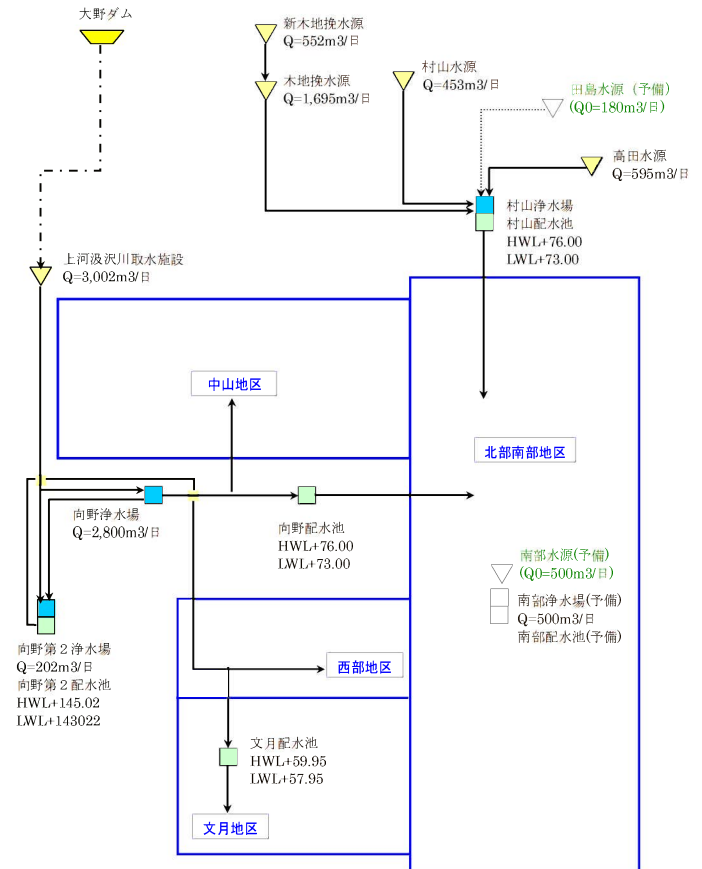 大野ダム
新木地挽水源
Q=552m3/日
木地挽水源
Q=1,695m3/日
村山水源
Q=453m3/日
田島水源（予備）
(Q0=180m3/日)
高田水源
Q=595m3/日
村山浄水場
村山配水池
HWL+76.00
LWL+73.00
上河汲沢川取水施設
Q=3,002m3/日
中山地区
北部南部地区
向野浄水場
Q=2,800m3/日
向野配水池
HWL+76.00
LWL+73.00
南部水源(予備)
(Q0=500m3/日)
南部浄水場(予備)
Q=500m3/日
南部配水池(予備)
向野第２浄水場
Q=202m3/日
向野第２配水池
HWL+145.02
LWL+143022
西部地区
文月配水池
HWL+59.95
LWL+57.95
文月地区